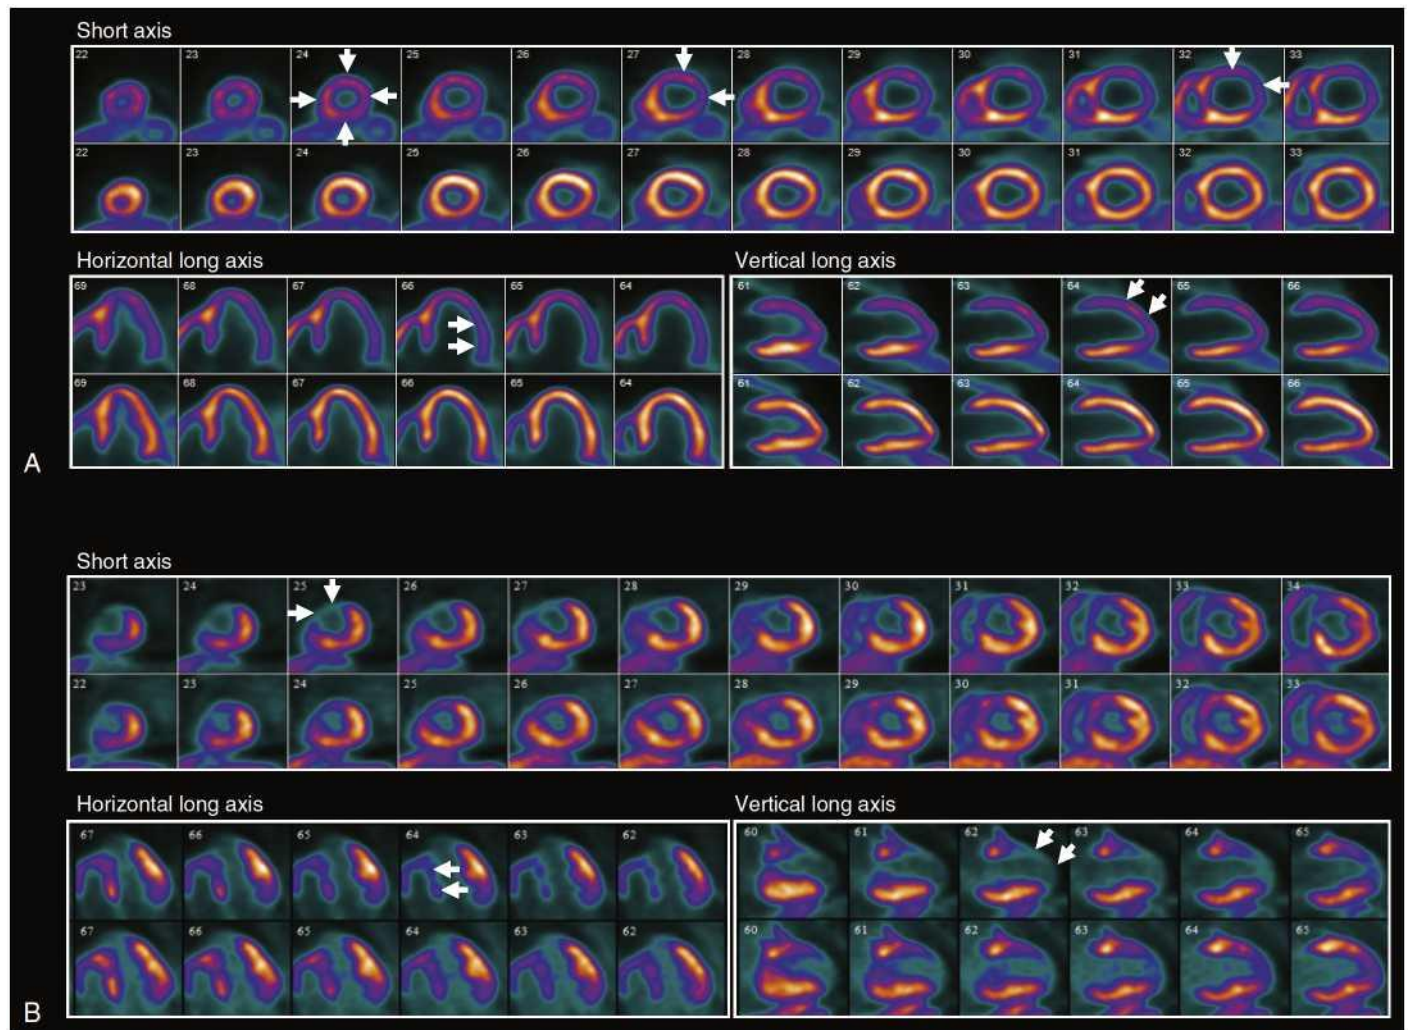 Short axis
22 23 24 25 26 27 28 29 30 31 32 33
22 23 24 25 26 27 28 29 30 31 32 33
Horizontal long axis
69 68 67 66 65 64
69 68 67 66 65 64
Vertical long axis
61 62 63 64 65 66
61 62 63 64 65 66
A
Short axis
23 24 25 26 27 28 29 30 31 32 33 34
22 23 24 25 26 27 28 29 30 31 32 33
Horizontal long axis
67 66 65 64 63 62
67 66 65 64 63 62
Vertical long axis
60 61 62 63 64 65
60 61 62 63 64 65
B